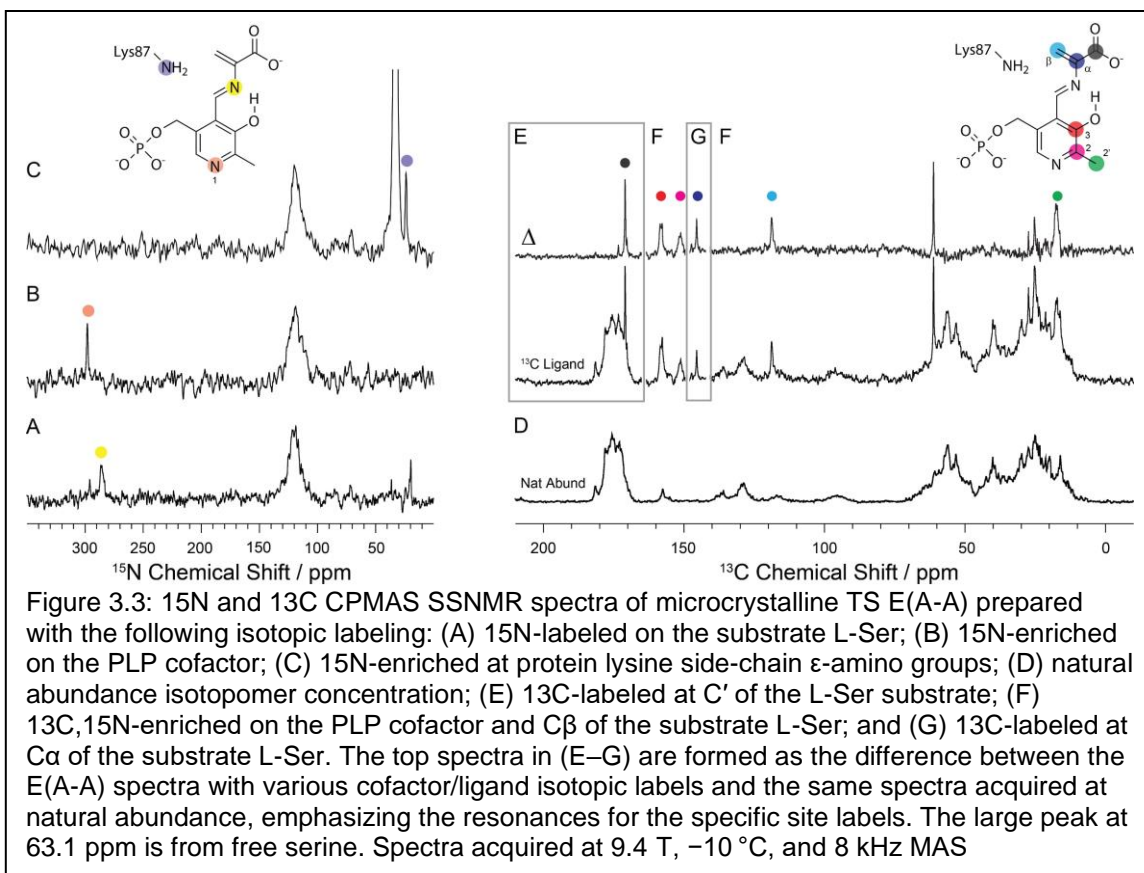 Lys87
NH2
O
O-
N
H
O
O
P
O
O-
O-
N
1
C
B
A
300 250 200 150 100 50
15N Chemical Shift / ppm
Lys87
NH2
β
α
O
O-
N
H
O
3
2
2'
N
O
P
O
O-
O-
E F G F
Δ
13C Ligand
D
Nat Abund
200 150 100 50 0
13C Chemical Shift / ppm
Figure 3.3: 15N and 13C CPMAS SSNMR spectra of microcrystalline TS E(A-A) prepared
with the following isotopic labeling: (A) 15N-labeled on the substrate L-Ser; (B) 15N-enriched
on the PLP cofactor; (C) 15N-enriched at protein lysine side-chain ε-amino groups; (D) natural
abundance isotopomer concentration; (E) 13C-labeled at C′ of the L-Ser substrate; (F)
13C,15N-enriched on the PLP cofactor and Cβ of the substrate L-Ser; and (G) 13C-labeled at
Cα of the substrate L-Ser. The top spectra in (E–G) are formed as the difference between the
E(A-A) spectra with various cofactor/ligand isotopic labels and the same spectra acquired at
natural abundance, emphasizing the resonances for the specific site labels. The large peak at
63.1 ppm is from free serine. Spectra acquired at 9.4 T, −10 °C, and 8 kHz MAS